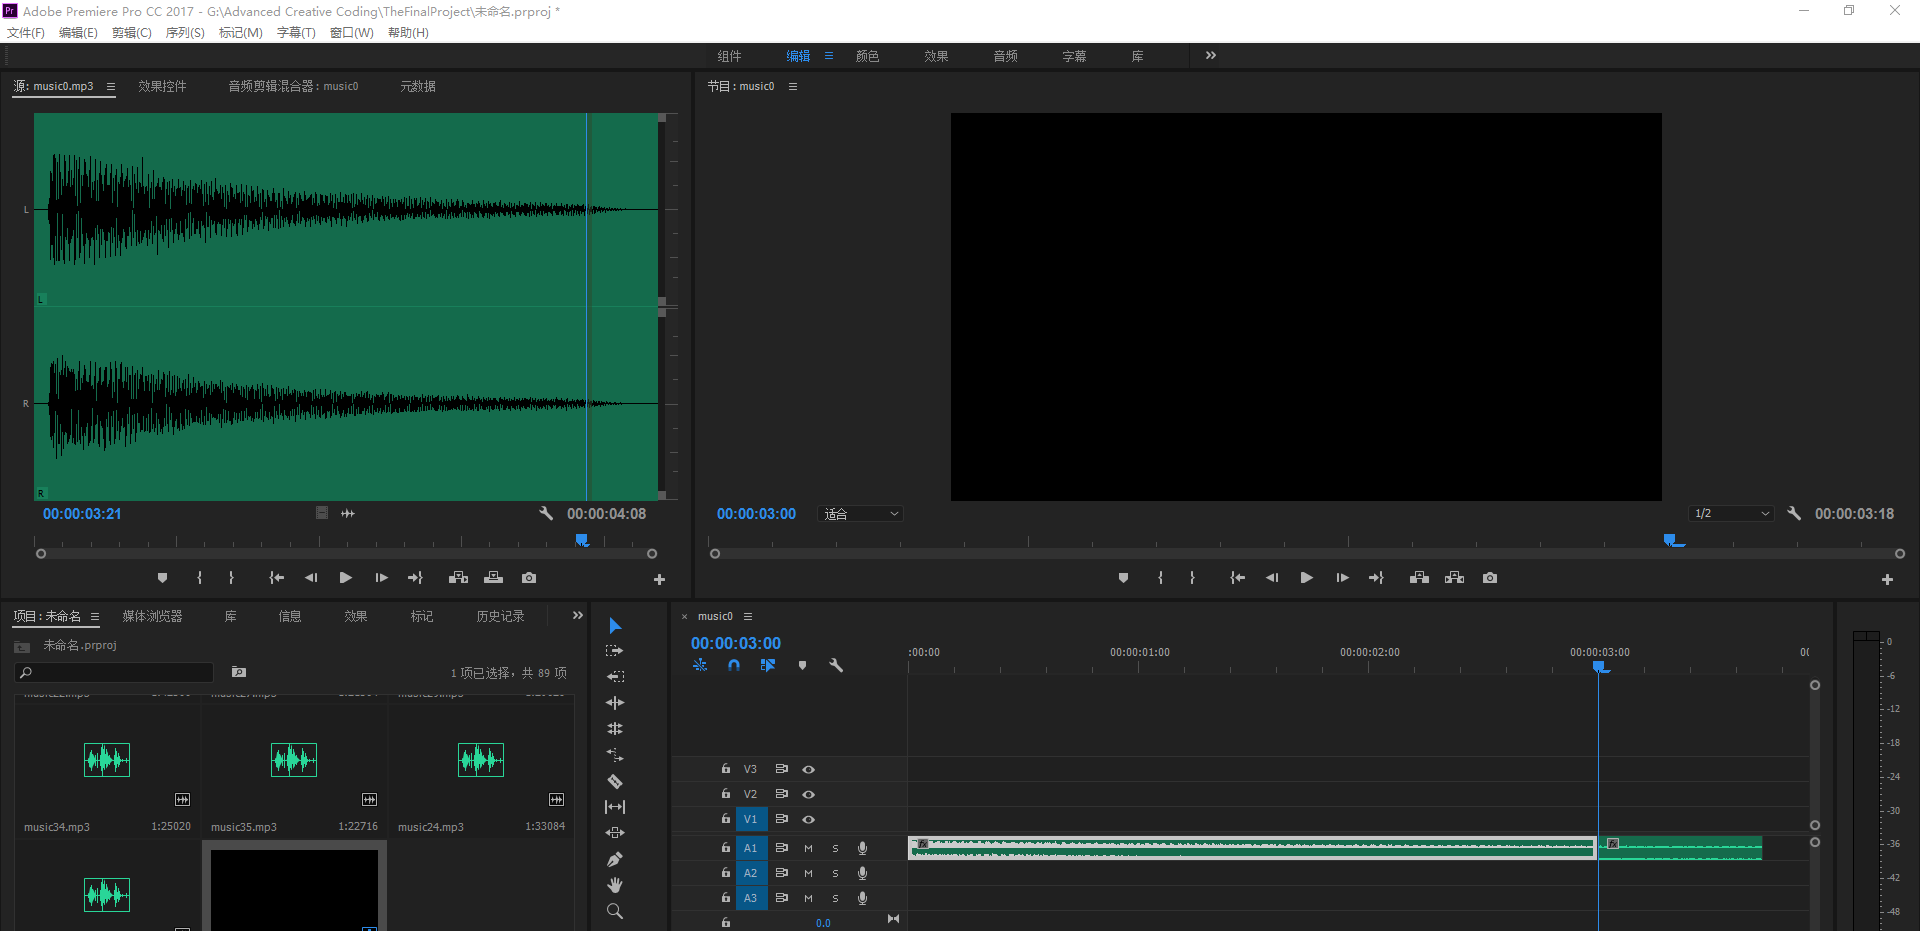 Pr Adobe Premiere Pro CC 2017 - G:\Advanced Creative Coding\TheFinalProject\未命名.prproj *
文件(F) 编辑(E) 剪辑(C) 序列(S) 标记(M) 字幕(T) 窗口(W) 帮助(H)
组件 编辑 颜色 效果 音频 字幕 库
源: music0.mp3 效果控件 音频剪辑混合器: music0 元数据
节目: music0
L
L
R
R
00:00:03:21 00:00:04:08
00:00:03:00 适合 1/2 00:00:03:18
项目: 未命名 媒体浏览器 库 信息 效果 标记 历史记录
未命名.prproj
1 项已选择, 共 89 项
music34.mp3 1:25020 music35.mp3 1:22716 music24.mp3 1:33084
× music0
00:00:03:00
:00:00 00:00:01:00 00:00:02:00 00:00:03:00 00
V3
V2
V1
A1 M S fx fx
A2 M S
A3 M S
0.0
0
-6
-12
-18
-24
-30
-36
-42
-48